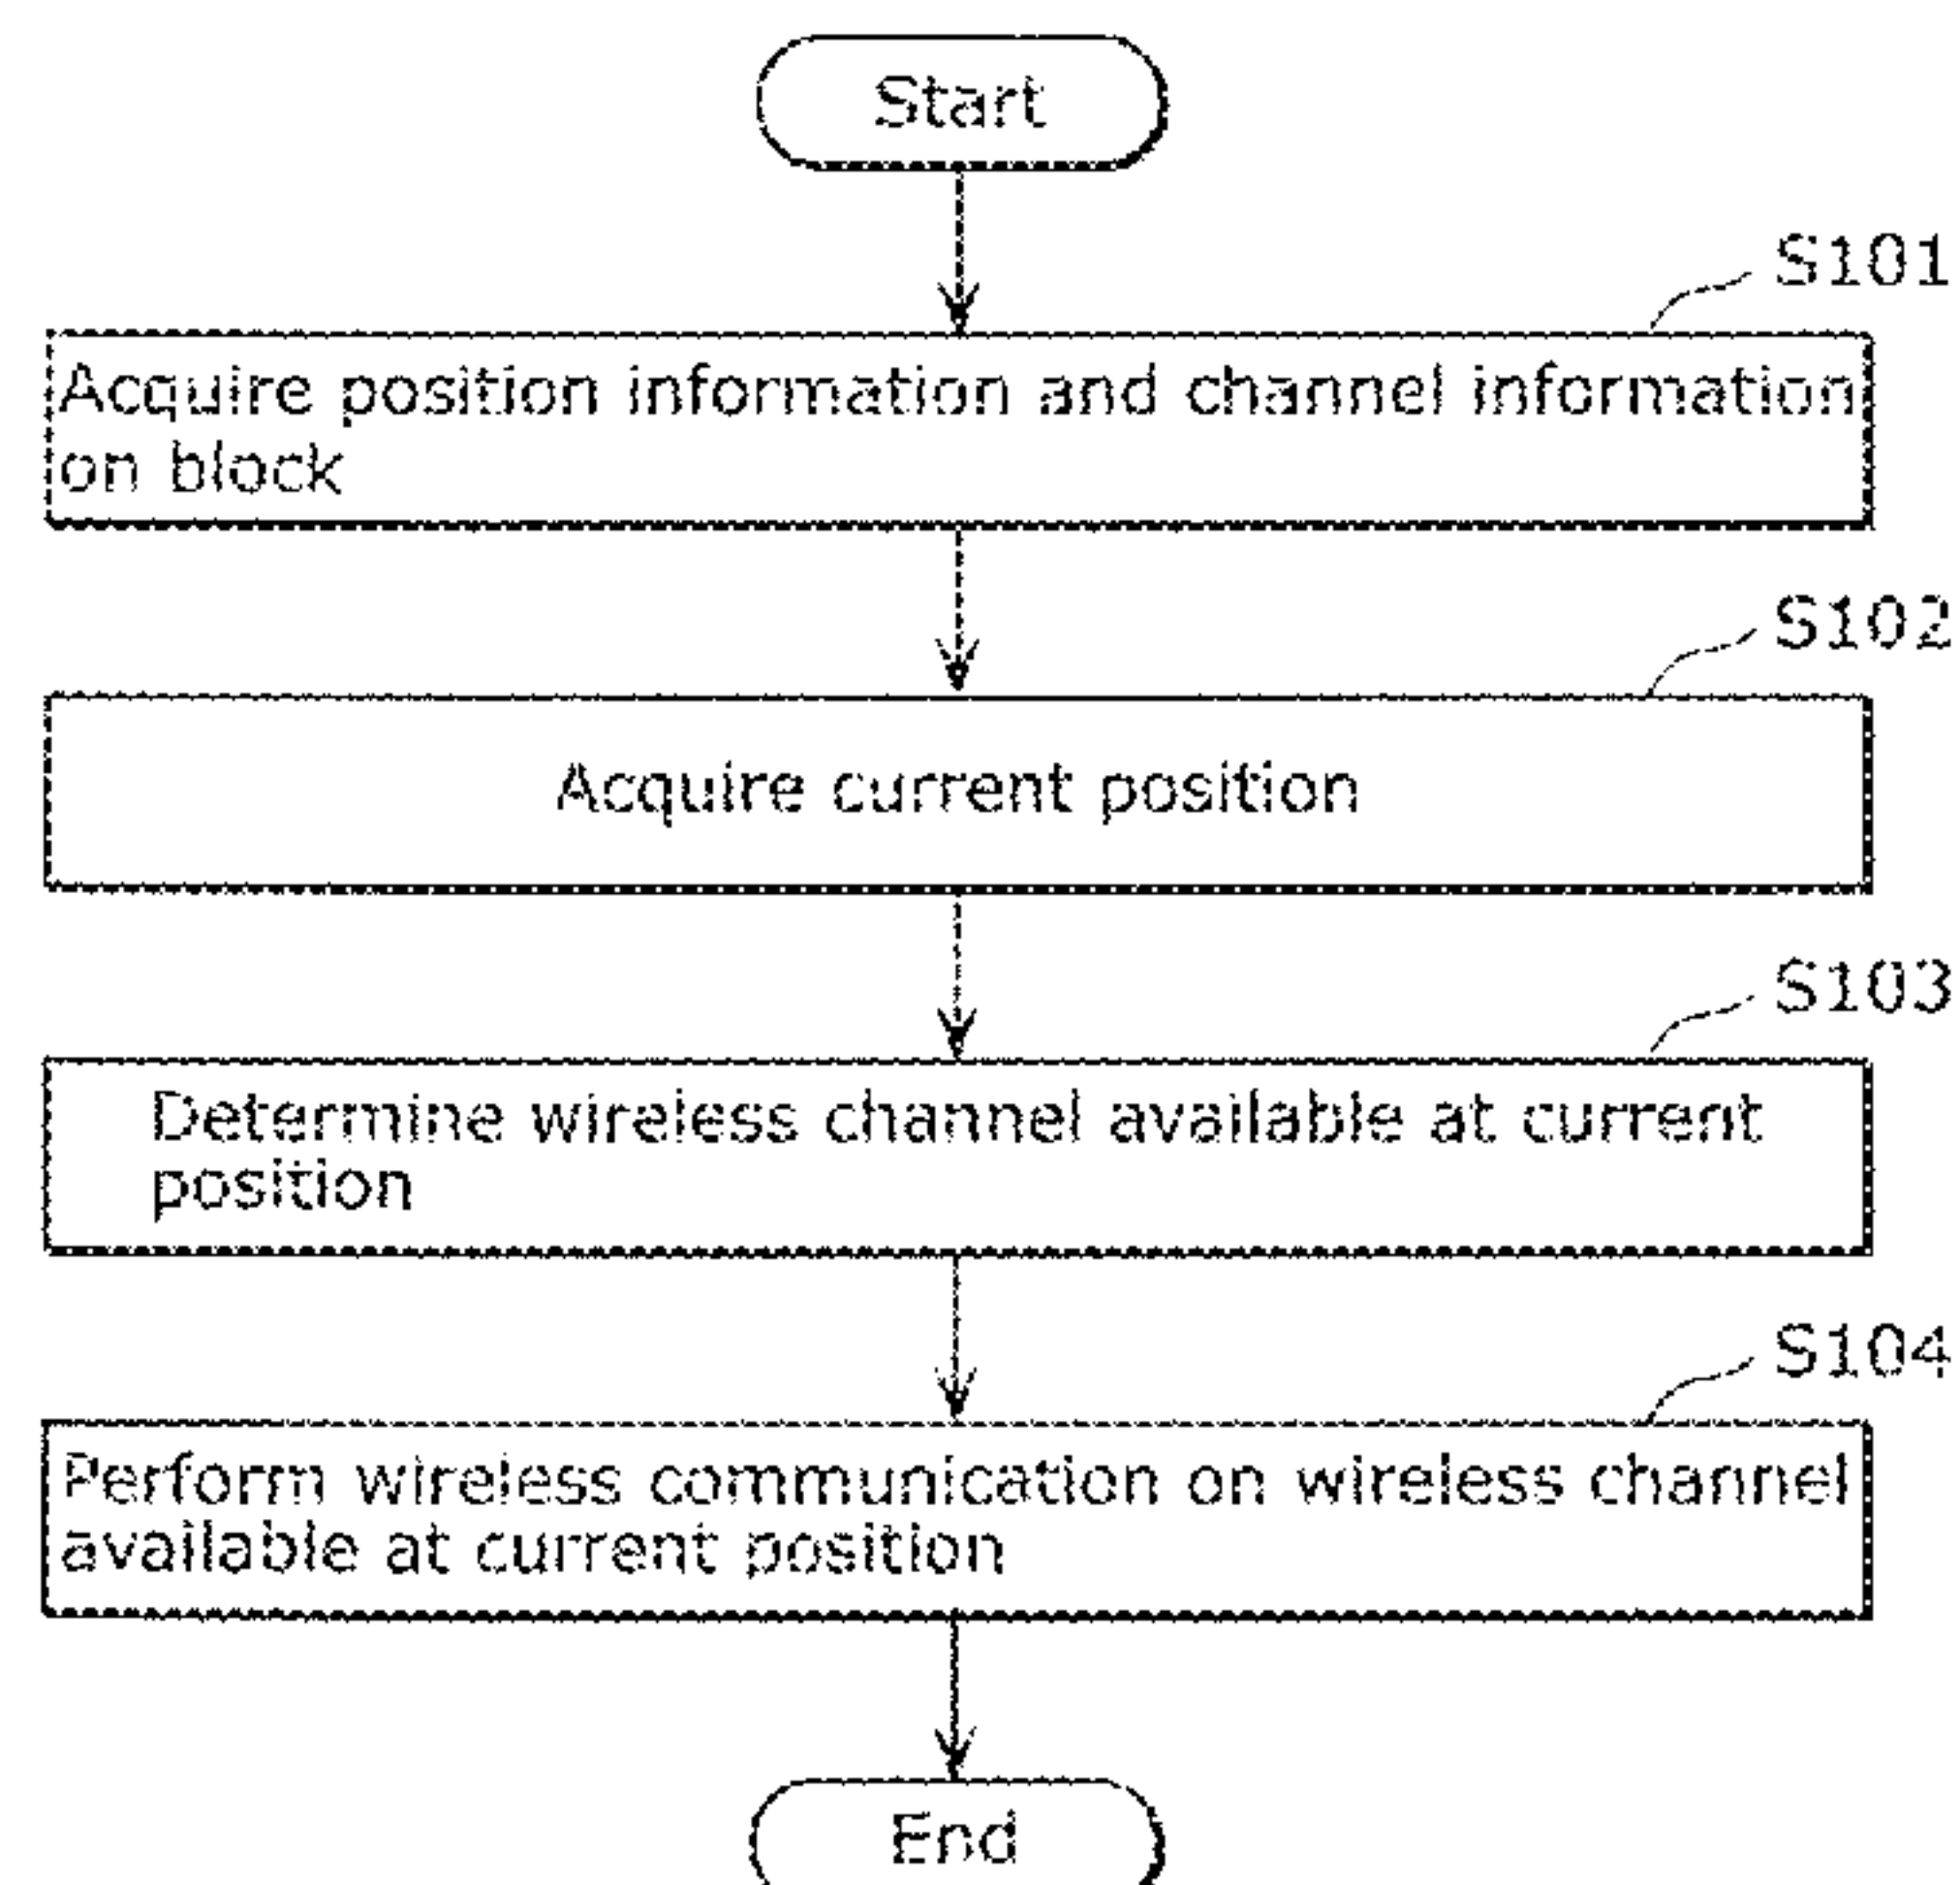 Start
S101
Acquire position information and channel information
on block
S102
Acquire current position
S103
Determine wireless channel available at current
position
S104
Perform wireless communication on wireless channel
available at current position
End